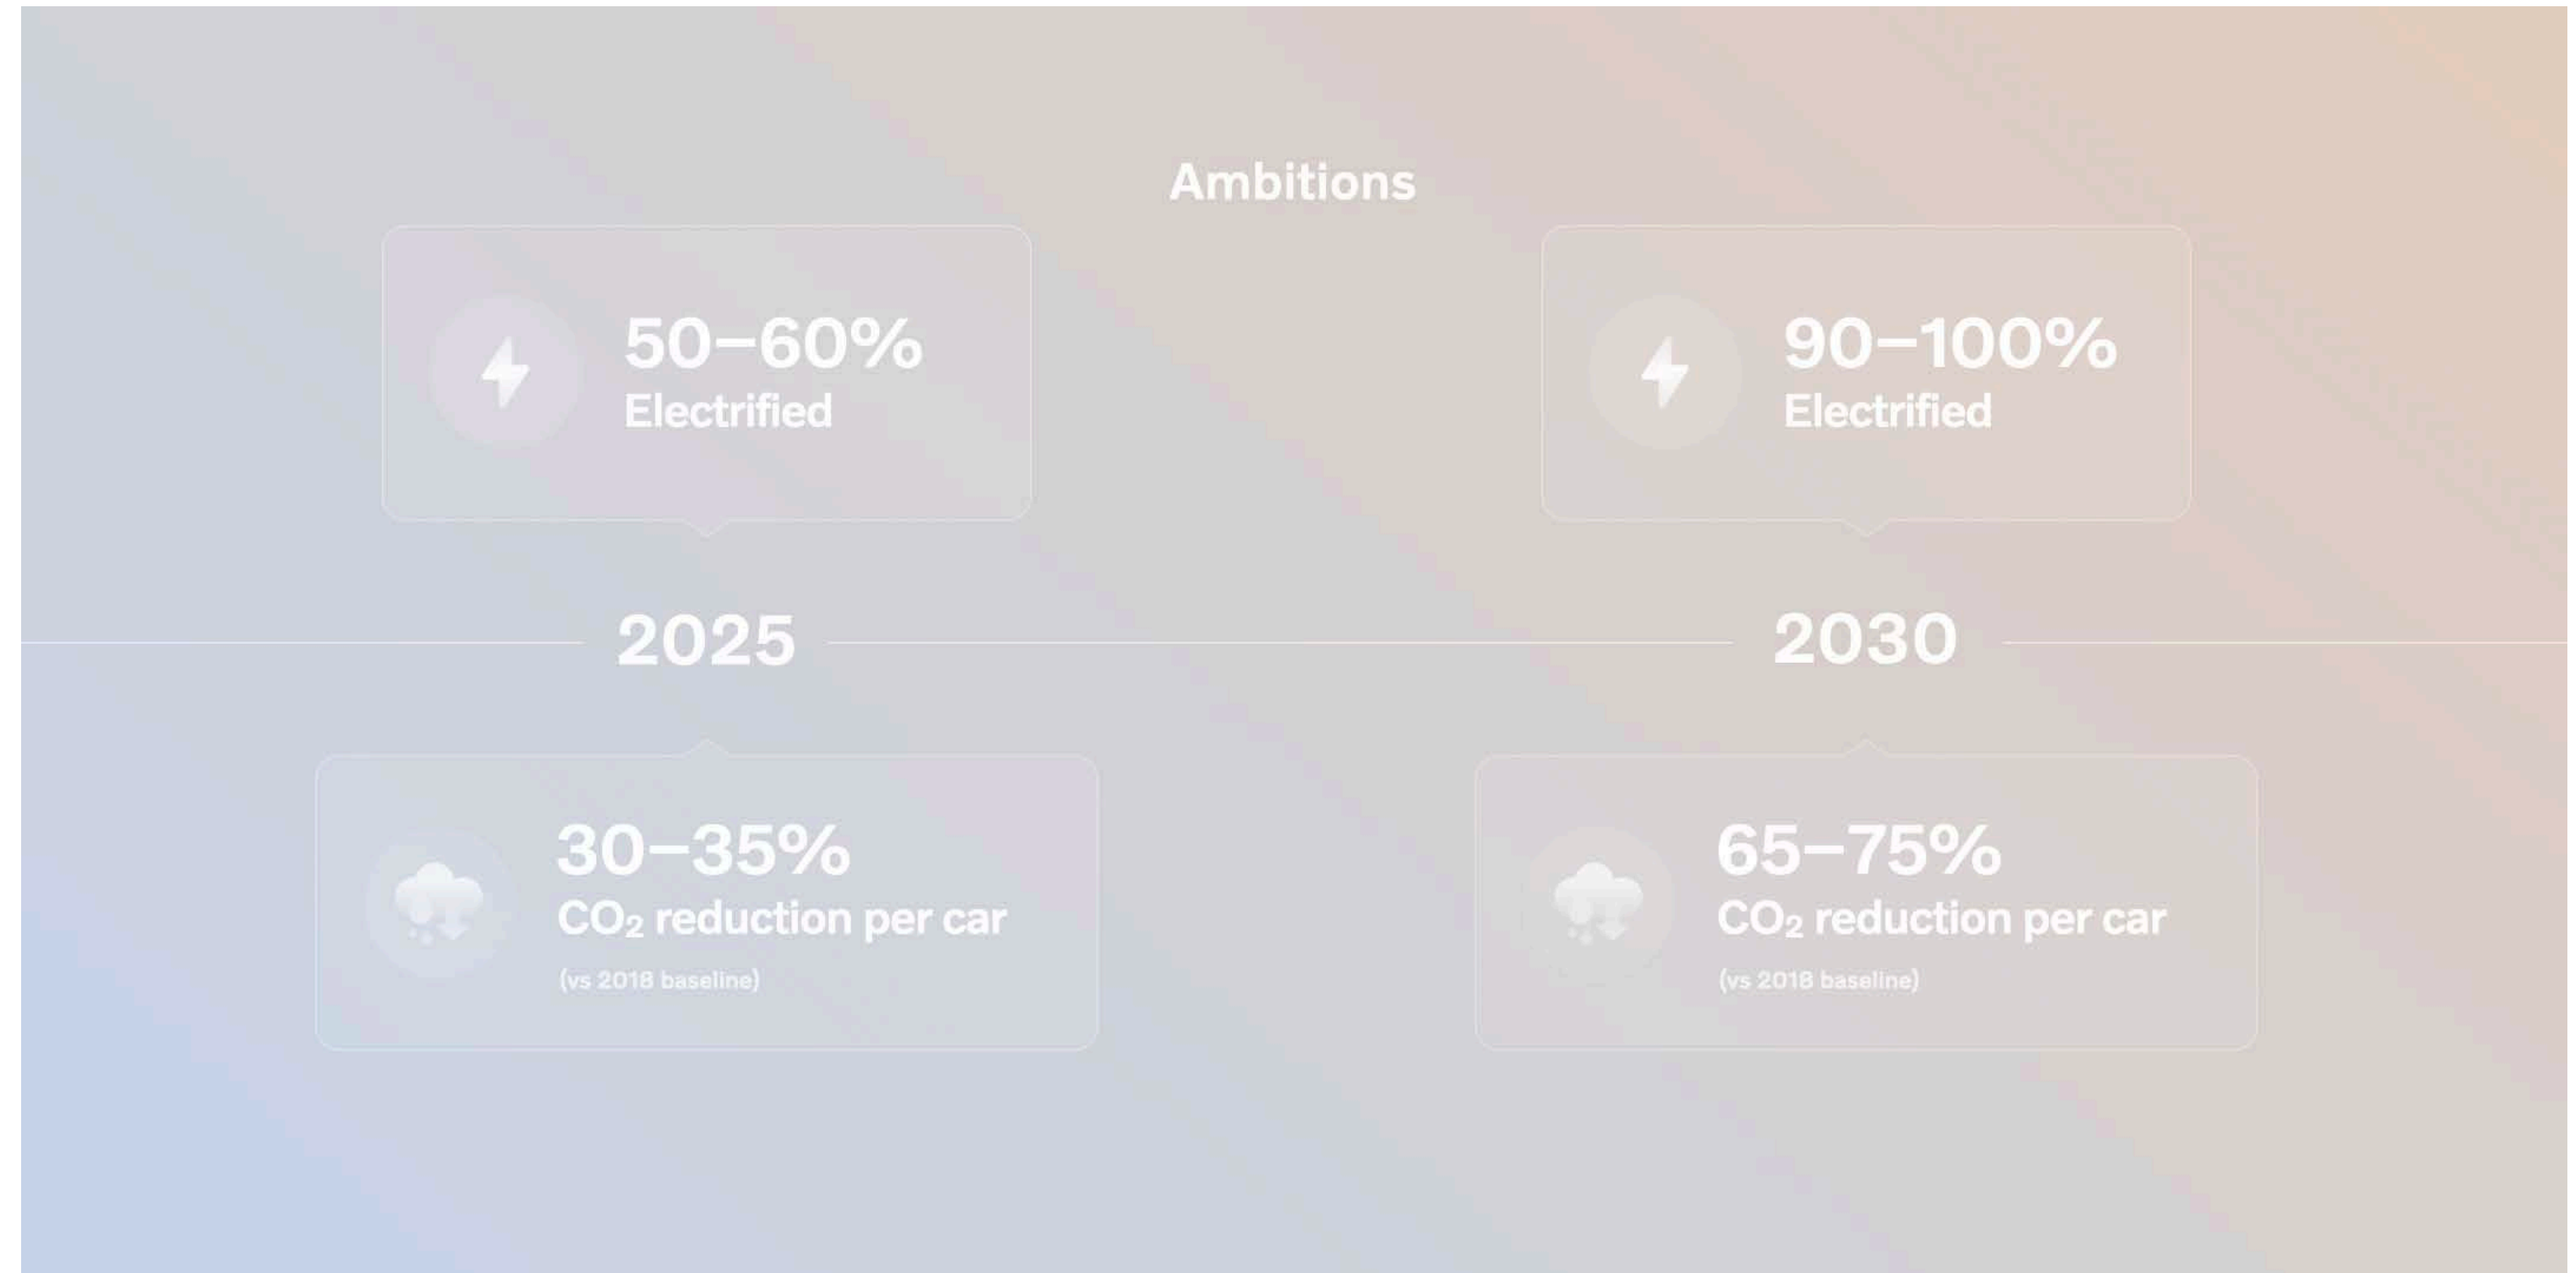 Ambitions
50–60%
Electrified
90–100%
Electrified
2025
2030
30–35%
CO₂ reduction per car
(vs 2018 baseline)
65–75%
CO₂ reduction per car
(vs 2018 baseline)